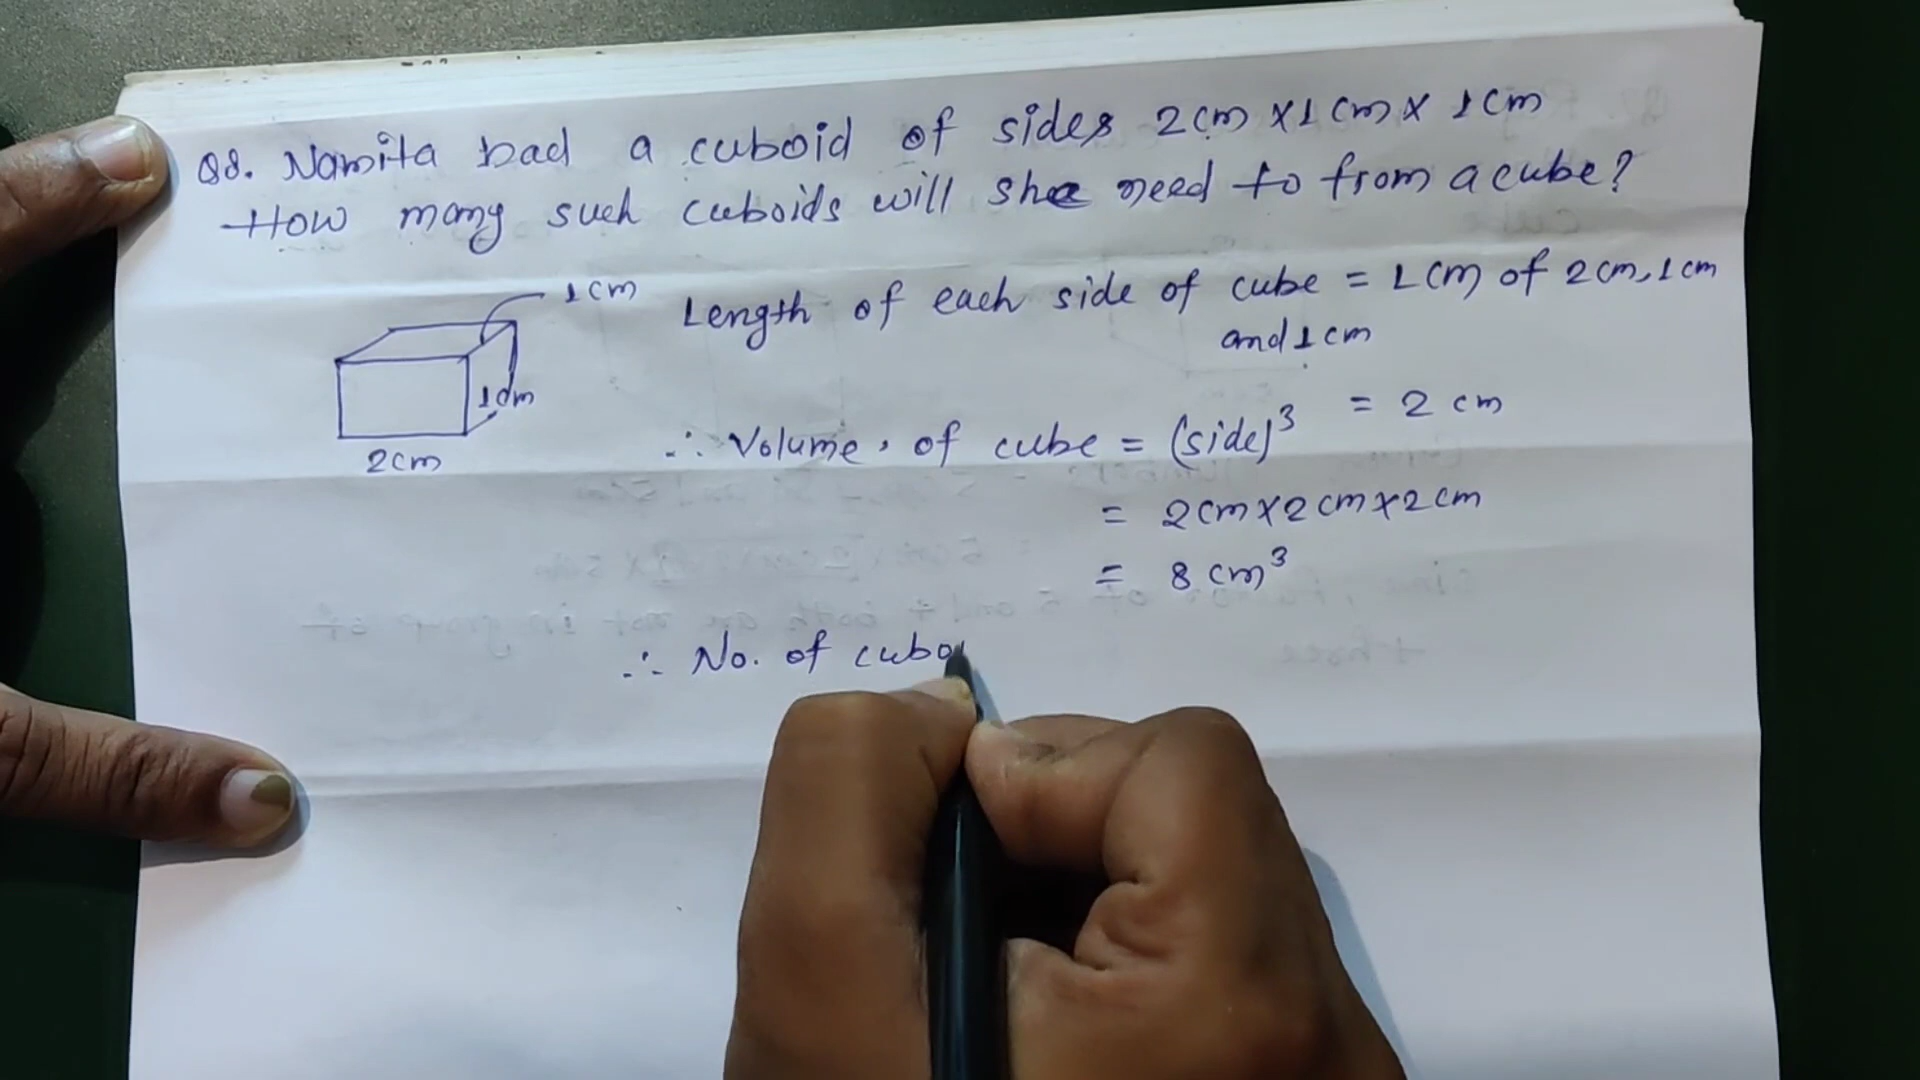 Q8. Namita had a cuboid of sides 2cm x 1cm x 1cm
How many such cuboids will she need to from a cube?
1cm
1cm
2cm
Length of each side of cube = LCM of 2cm, 1cm
and 1cm
= 2 cm
∴ Volume of cube = (side)³
= 2cm x 2cm x 2cm
= 8 cm³
∴ No. of cubo